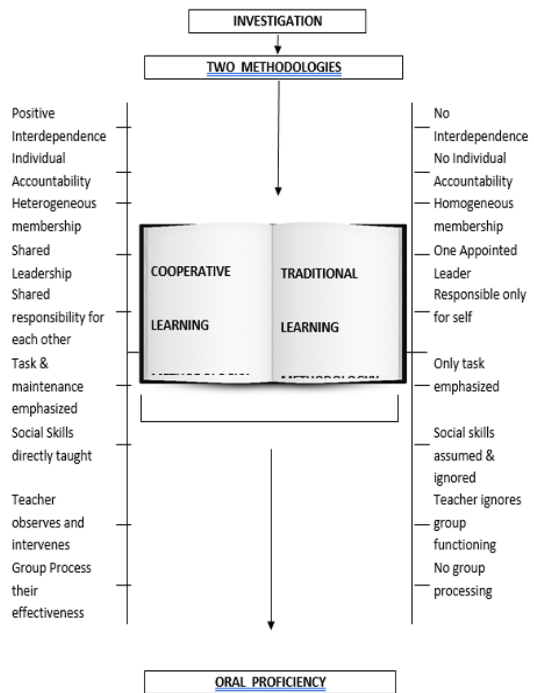 INVESTIGATION
TWO METHODOLOGIES
Positive
Interdependence
Individual
Accountability
Heterogeneous
membership
Shared
Leadership
Shared
responsibility for
each other
Task &
maintenance
emphasized
Social Skills
directly taught
Teacher
observes and
intervenes
Group Process
their
effectiveness
COOPERATIVE
LEARNING
TRADITIONAL
LEARNING
No
Interdependence
No Individual
Accountability
Homogeneous
membership
One Appointed
Leader
Responsible only
for self
Only task
emphasized
Social skills
assumed &
ignored
Teacher ignores
group
functioning
No group
processing
ORAL PROFICIENCY